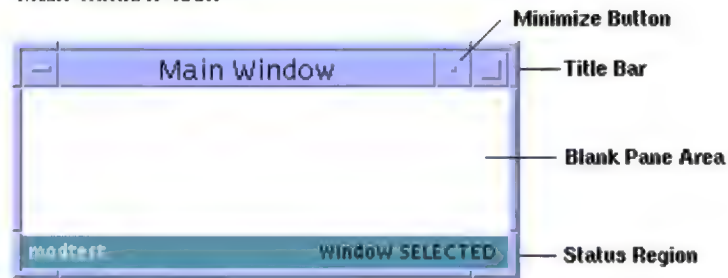 Minimize Button
Main Window
Title Bar
Blank Pane Area
modtest
Window SELECTED
Status Region